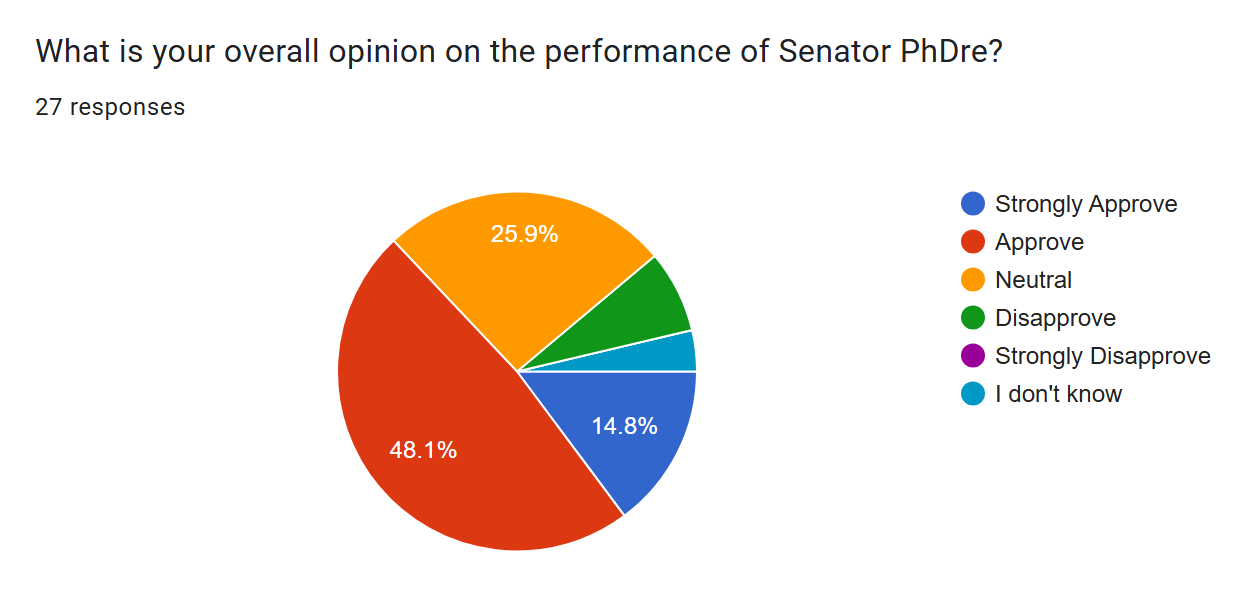 What is your overall opinion on the performance of Senator PhDre?
27 responses
25.9%
14.8%
48.1%
Strongly Approve
Approve
Neutral
Disapprove
Strongly Disapprove
I don't know